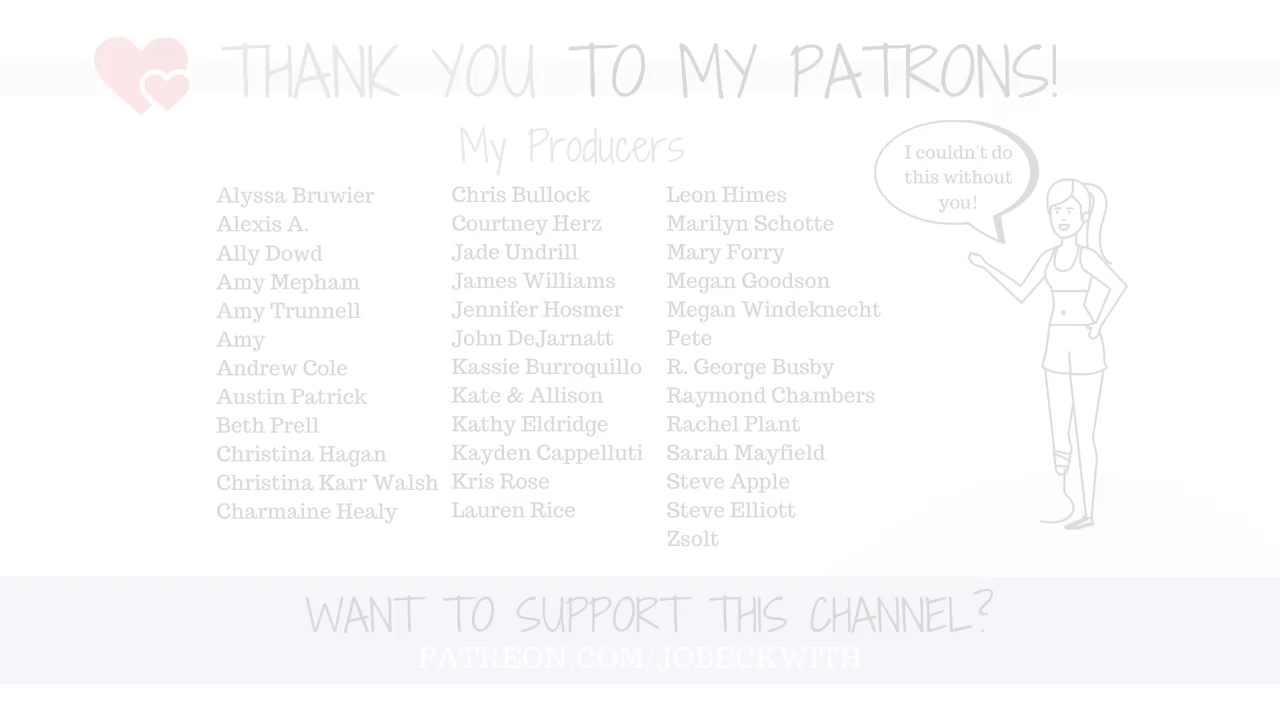 THANK YOU TO MY PATRONS!
My Producers
Alyssa Bruwier
Alexis A.
Ally Dowd
Amy Mepham
Amy Trunnell
Amy
Andrew Cole
Austin Patrick
Beth Prell
Christina Hagan
Christina Karr Walsh
Charmaine Healy
Chris Bullock
Courtney Herz
Jade Undrill
James Williams
Jennifer Hosmer
John DeJarnatt
Kassie Burroquillo
Kate & Allison
Kathy Eldridge
Kayden Cappelluti
Kris Rose
Lauren Rice
Leon Himes
Marilyn Schotte
Mary Forry
Megan Goodson
Megan Windeknecht
Pete
R. George Busby
Raymond Chambers
Rachel Plant
Sarah Mayfield
Steve Apple
Steve Elliott
Zsolt
I couldn't do
this without
you!
WANT TO SUPPORT THIS CHANNEL?
PATREON.COM/JOBECKWITH